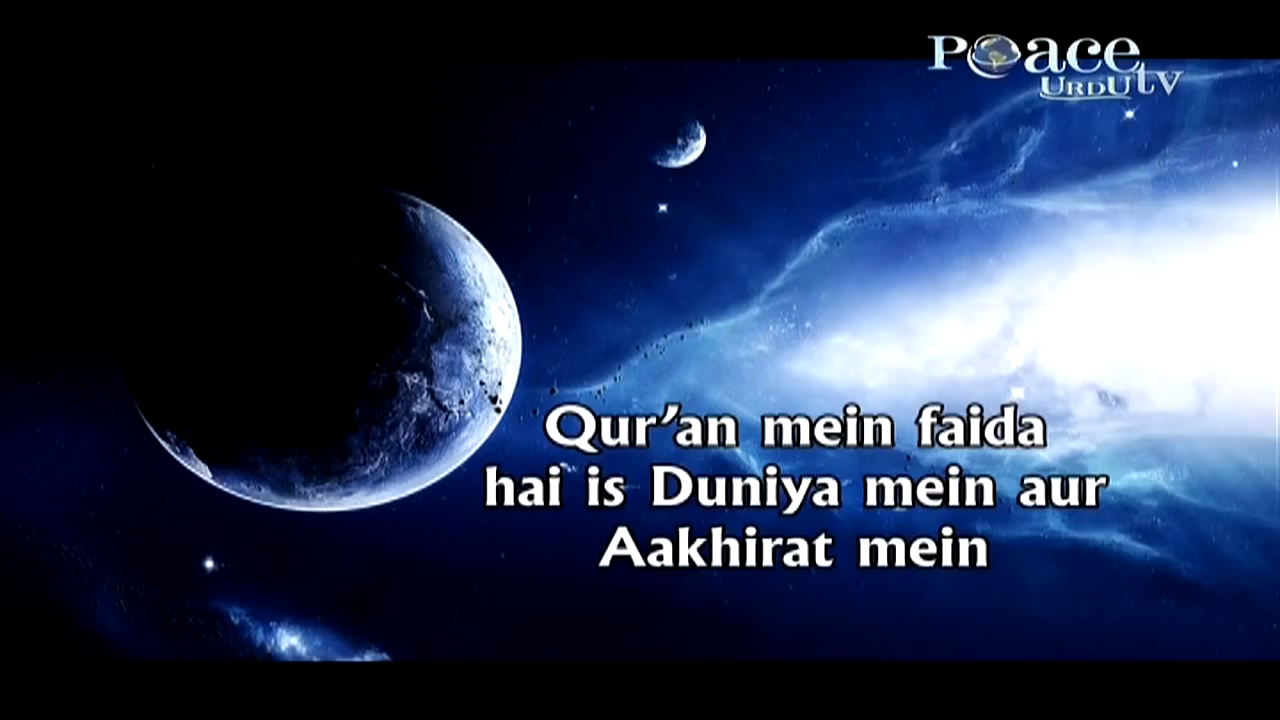 Peace
URDU tv
Qur’an mein faida
hai is Duniya mein aur
Aakhirat mein